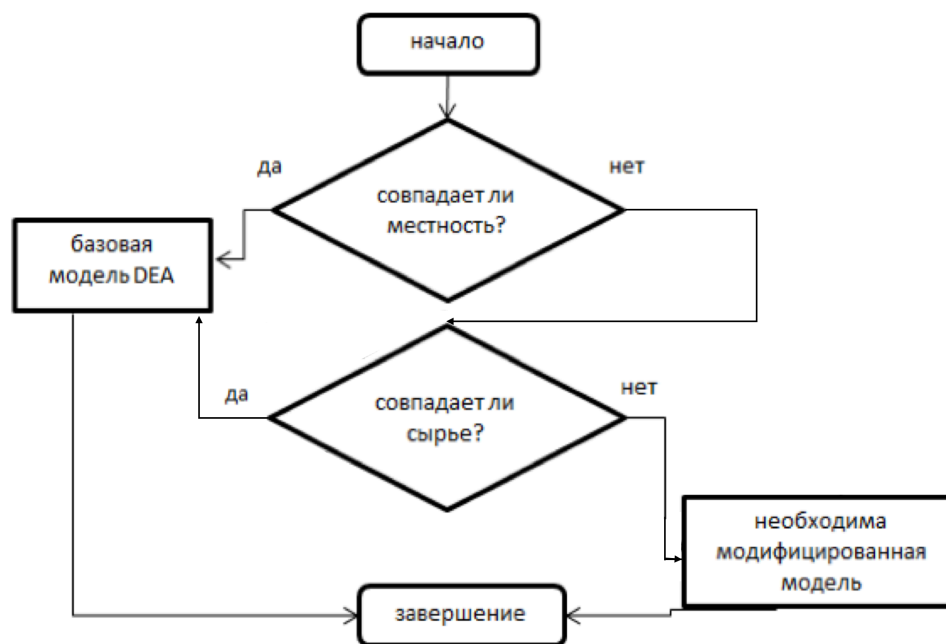 начало
да
нет
совпадает ли
местность?
базовая
модель DEA
да
нет
совпадает ли
сырье?
необходима
модифицированная
модель
завершение